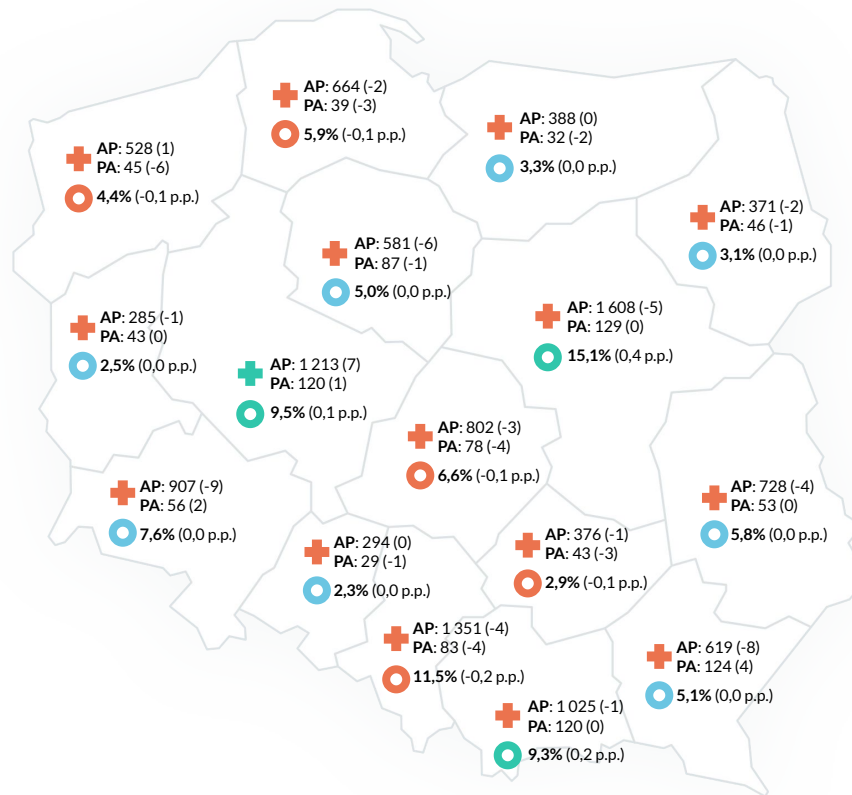 AP: 664 (-2)
PA: 39 (-3)
5,9% (-0,1 p.p.)
AP: 388 (0)
PA: 32 (-2)
3,3% (0,0 p.p.)
AP: 528 (1)
PA: 45 (-6)
4,4% (-0,1 p.p.)
AP: 371 (-2)
PA: 46 (-1)
3,1% (0,0 p.p.)
AP: 581 (-6)
PA: 87 (-1)
5,0% (0,0 p.p.)
AP: 285 (-1)
PA: 43 (0)
2,5% (0,0 p.p.)
AP: 1 608 (-5)
PA: 129 (0)
15,1% (0,4 p.p.)
AP: 1 213 (7)
PA: 120 (1)
9,5% (0,1 p.p.)
AP: 802 (-3)
PA: 78 (-4)
6,6% (-0,1 p.p.)
AP: 907 (-9)
PA: 56 (2)
7,6% (0,0 p.p.)
AP: 728 (-4)
PA: 53 (0)
5,8% (0,0 p.p.)
AP: 294 (0)
PA: 29 (-1)
2,3% (0,0 p.p.)
AP: 376 (-1)
PA: 43 (-3)
2,9% (-0,1 p.p.)
AP: 1 351 (-4)
PA: 83 (-4)
11,5% (-0,2 p.p.)
AP: 619 (-8)
PA: 124 (4)
5,1% (0,0 p.p.)
AP: 1 025 (-1)
PA: 120 (0)
9,3% (0,2 p.p.)